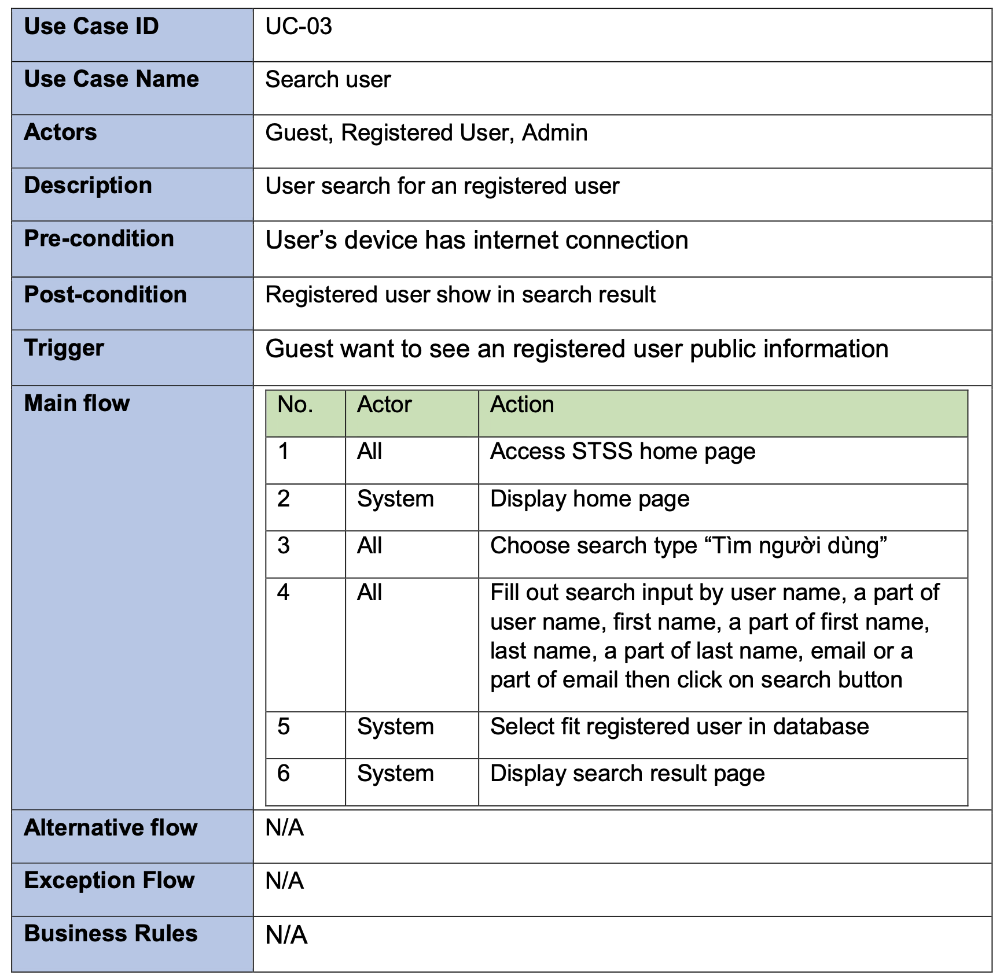 Use Case ID
UC-03
Use Case Name
Search user
Actors
Guest, Registered User, Admin
Description
User search for an registered user
Pre-condition
User’s device has internet connection
Post-condition
Registered user show in search result
Trigger
Guest want to see an registered user public information
Main flow
No.
Actor
Action
1
All
Access STSS home page
2
System
Display home page
3
All
Choose search type “Tìm người dùng”
4
All
Fill out search input by user name, a part of
user name, first name, a part of first name,
last name, a part of last name, email or a
part of email then click on search button
5
System
Select fit registered user in database
6
System
Display search result page
Alternative flow
N/A
Exception Flow
N/A
Business Rules
N/A